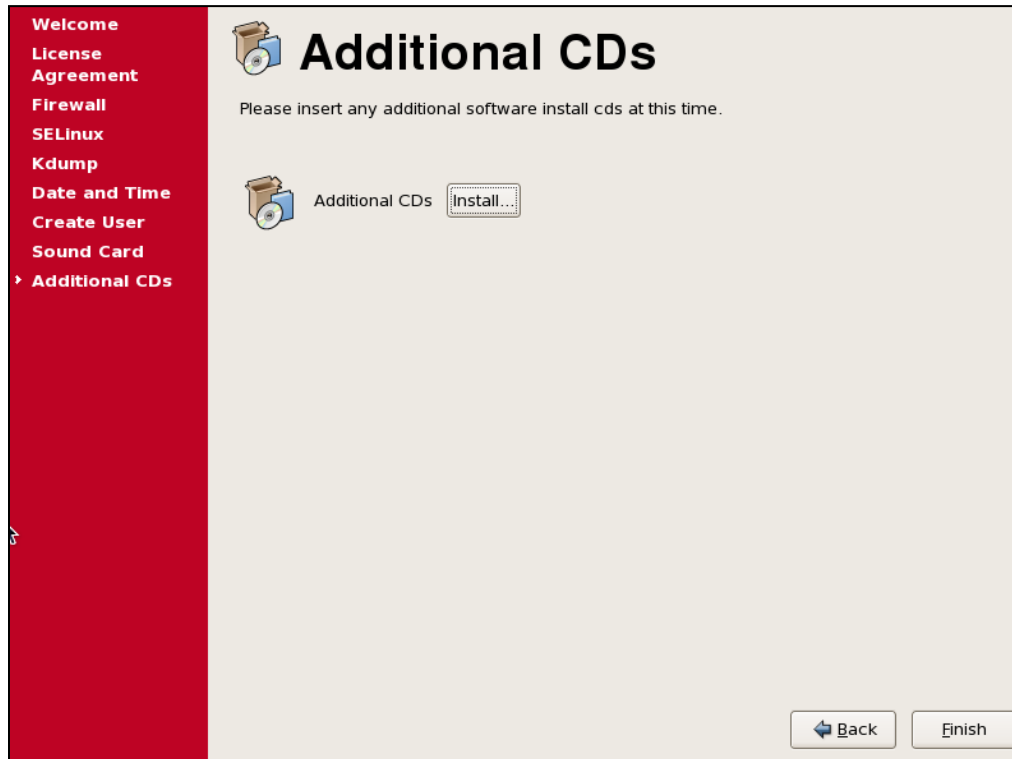 Welcome
License
Agreement
Firewall
SELinux
Kdump
Date and Time
Create User
Sound Card
Additional CDs
Additional CDs
Please insert any additional software install cds at this time.
Additional CDs Install...
Back Finish